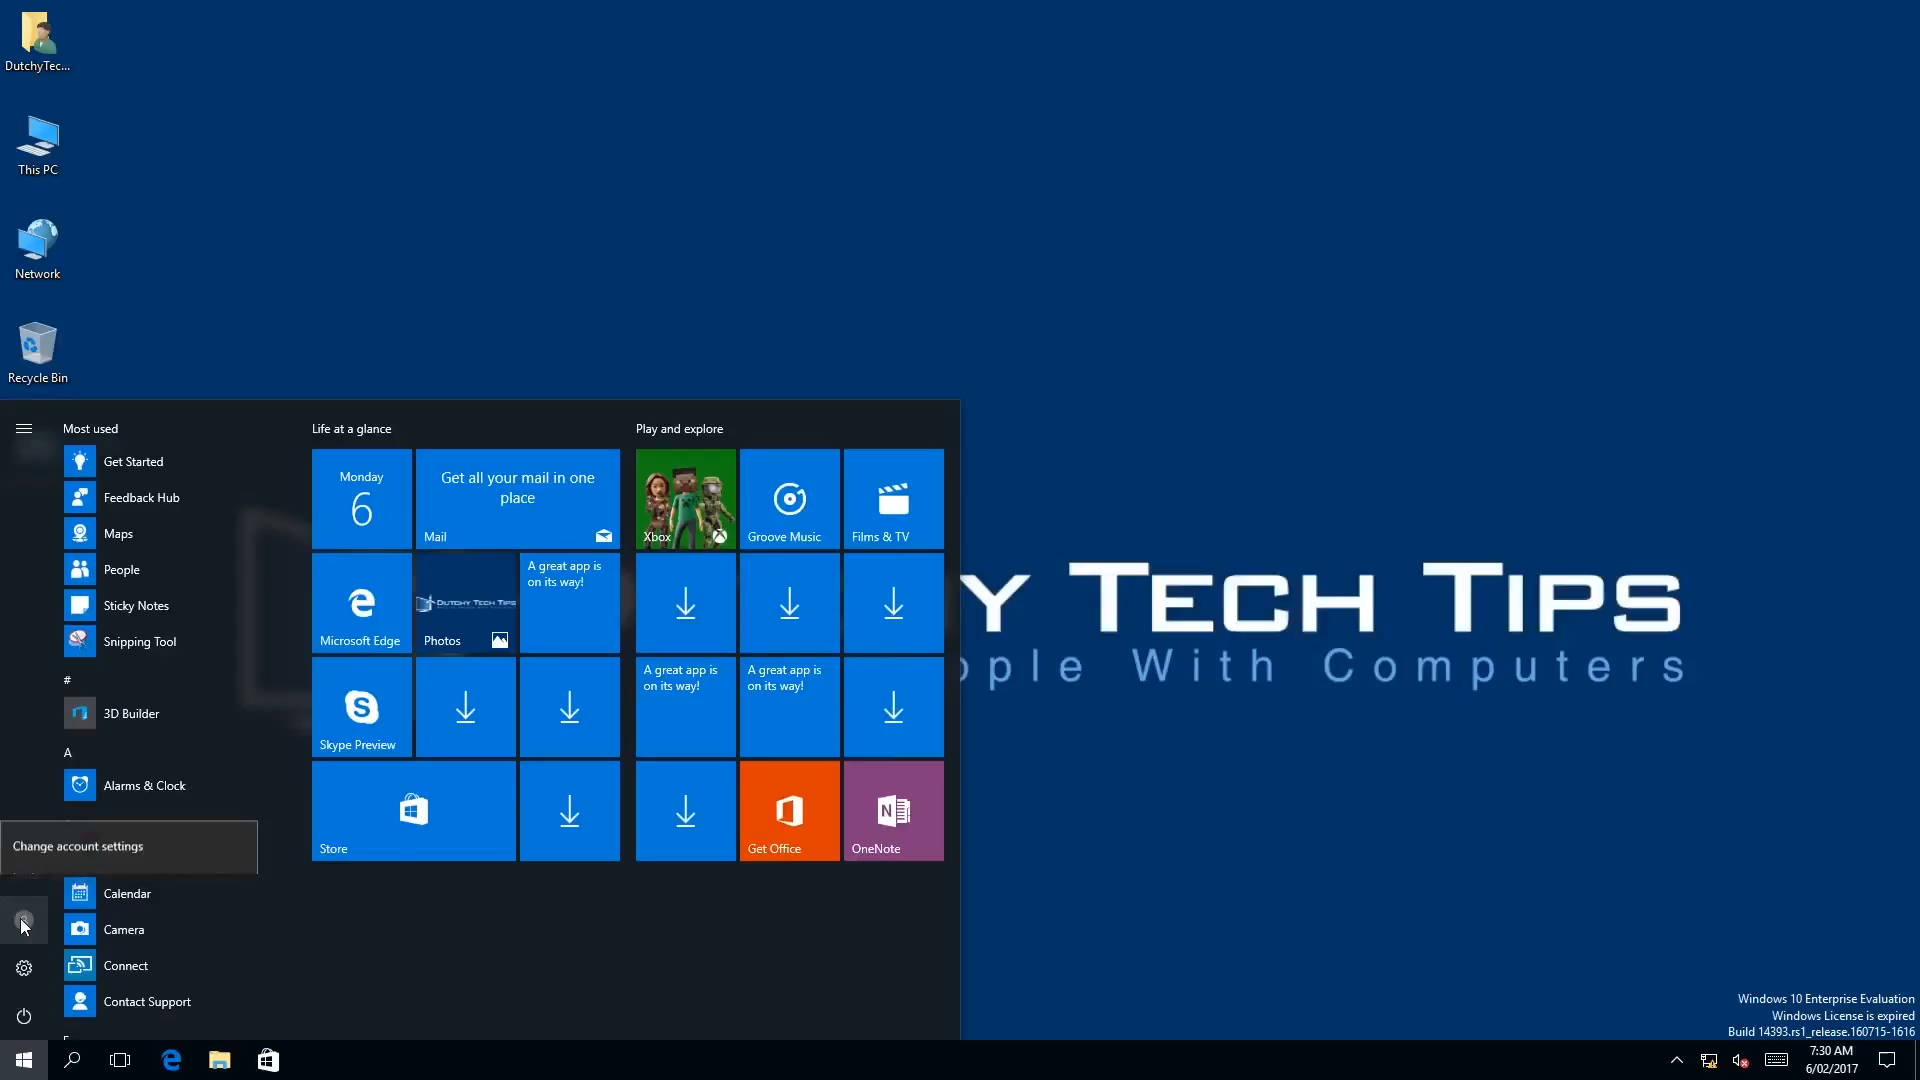 DutchyTec...
This PC
Network
Recycle Bin
Most used
Get Started
Feedback Hub
Maps
People
Sticky Notes
Snipping Tool
#
3D Builder
A
Alarms & Clock
Change account settings
Calendar
Camera
Connect
Contact Support
Life at a glance
Monday
6
Get all your mail in one
place
Mail
Microsoft Edge
DUTCHY TECH TIPS
Photos
A great app is
on its way!
Skype Preview
Store
Play and explore
Xbox
Groove Music
Films & TV
A great app is
on its way!
A great app is
on its way!
Get Office
N
OneNote
Y TECH TIPS
ople With Computers
Windows 10 Enterprise Evaluation
Windows License is expired
Build 14393.rs1_release.160715-1616
7:30 AM
6/02/2017